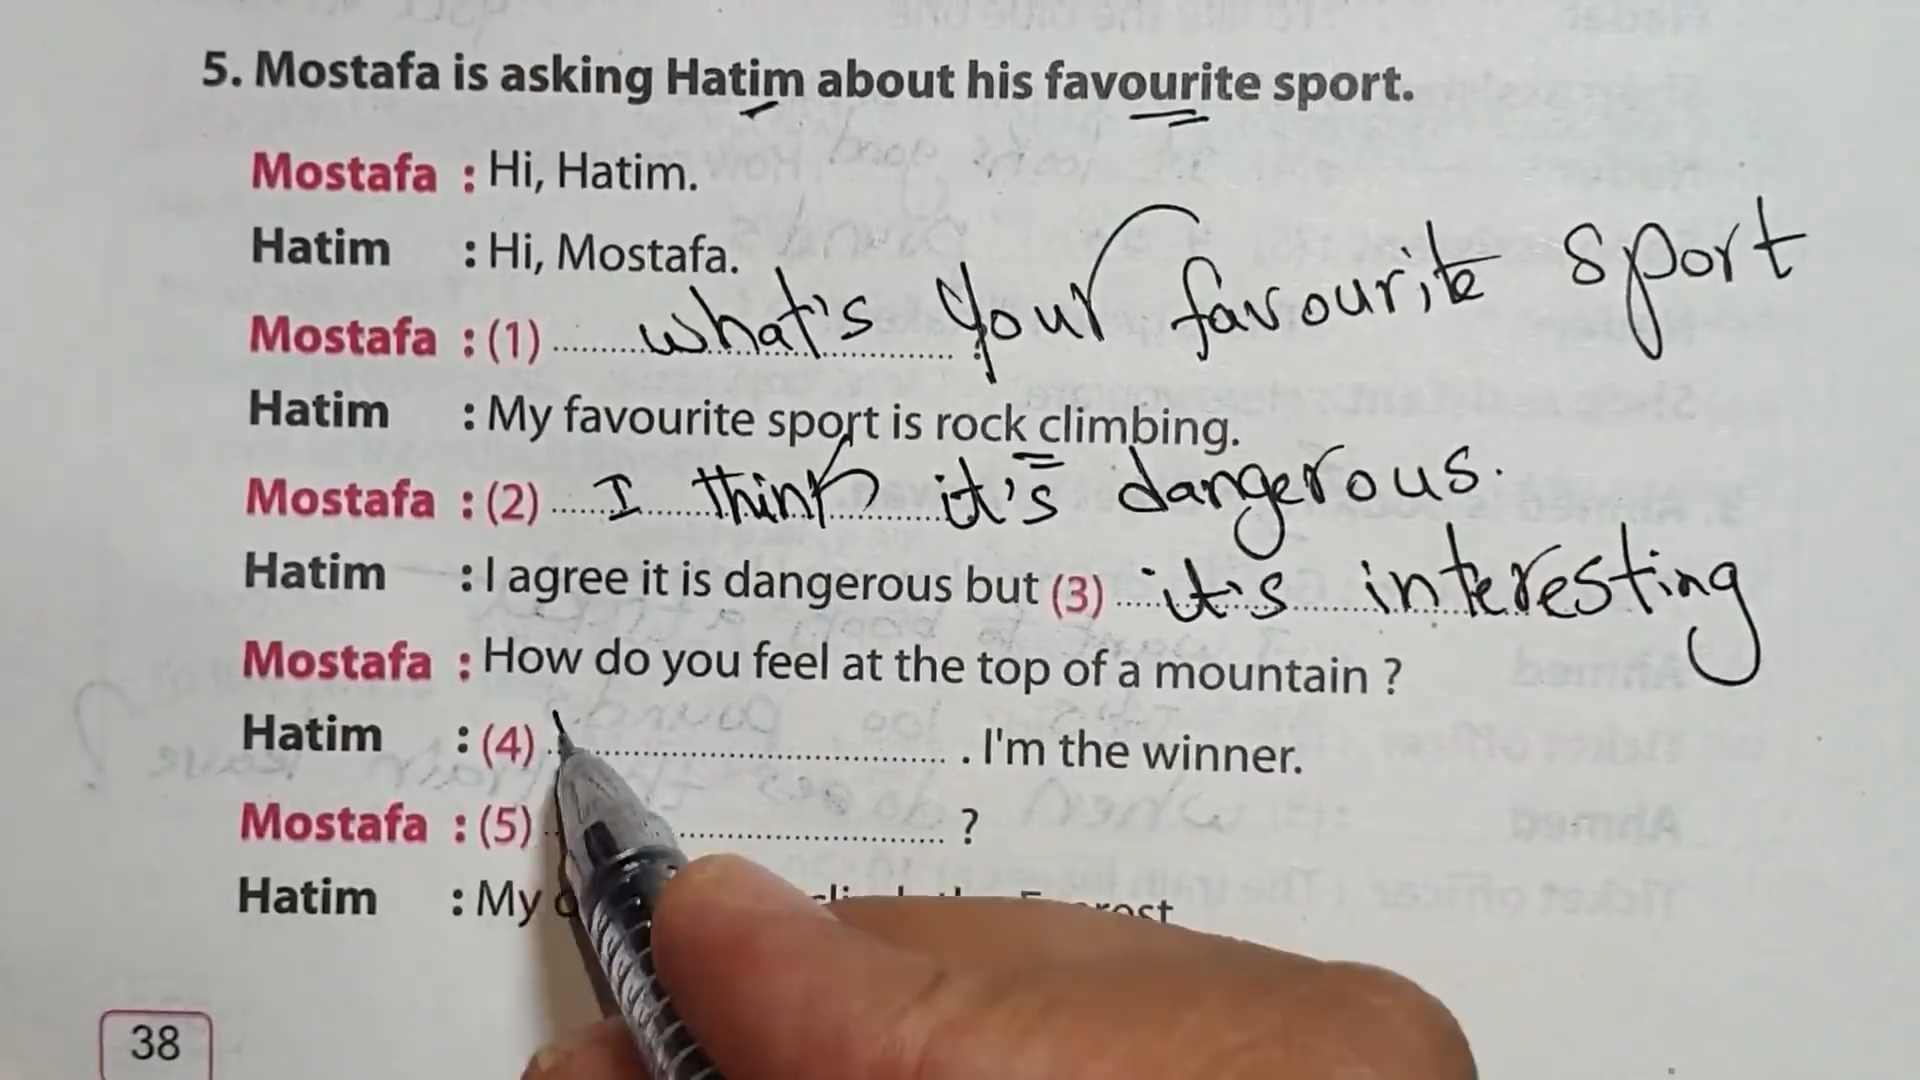 5. Mostafa is asking Hatim about his favourite sport.
Mostafa : Hi, Hatim.
Hatim : Hi, Mostafa.
Mostafa : (1) what's your favourite sport
Hatim : My favourite sport is rock climbing.
Mostafa : (2) I think it's dangerous.
Hatim : I agree it is dangerous but (3) it's interesting
Mostafa : How do you feel at the top of a mountain ?
Hatim : (4) . I'm the winner.
Mostafa : (5) ?
Hatim : My
38